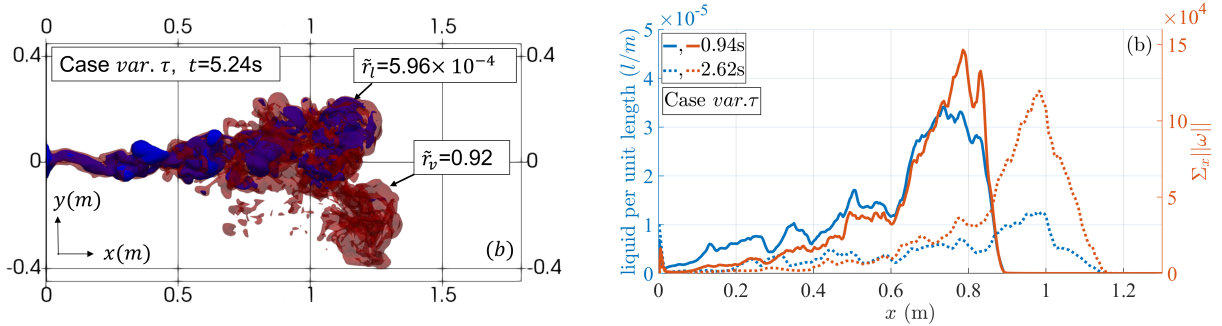 0 0.5 1 1.5
0.4 0.4
Case var. τ, t=5.24s
r̃ₗ=5.96× 10⁻⁴
0 0
r̃ᵥ=0.92
y(m)
x(m)
(b)
-0.4 -0.4
0 0.5 1 1.5
×10⁻⁵ ×10⁴
5 15
4
3 10
2
1 5
0 0
liquid per unit length (l/m)
Σₓ||ω||
, 0.94s
, 2.62s
Case var.τ
(b)
0 0.2 0.4 0.6 0.8 1 1.2
x (m)